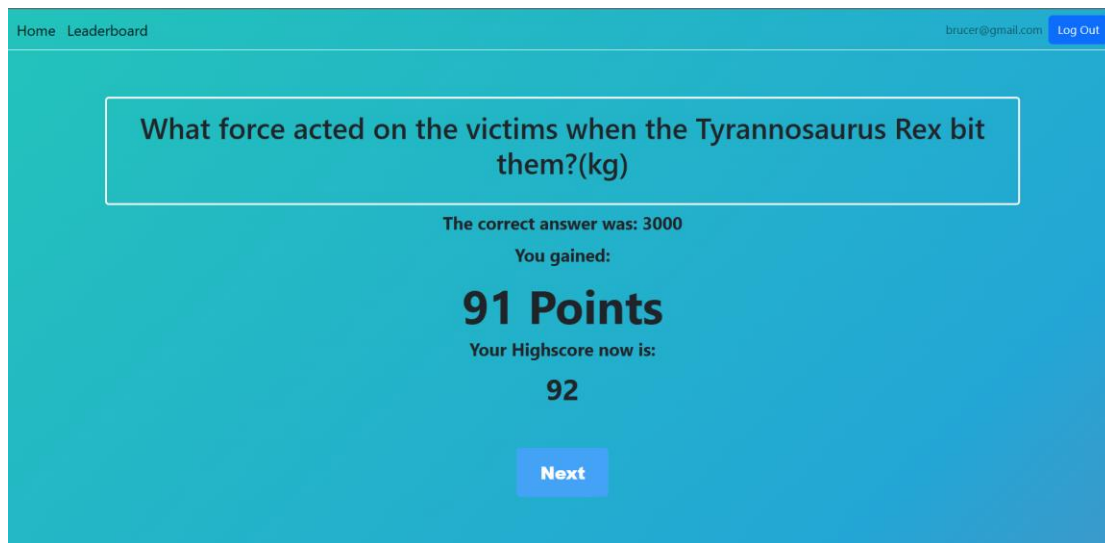 Home Leaderboard
brucer@gmail.com Log Out
What force acted on the victims when the Tyrannosaurus Rex bit
them?(kg)
The correct answer was: 3000
You gained:
91 Points
Your Highscore now is:
92
Next